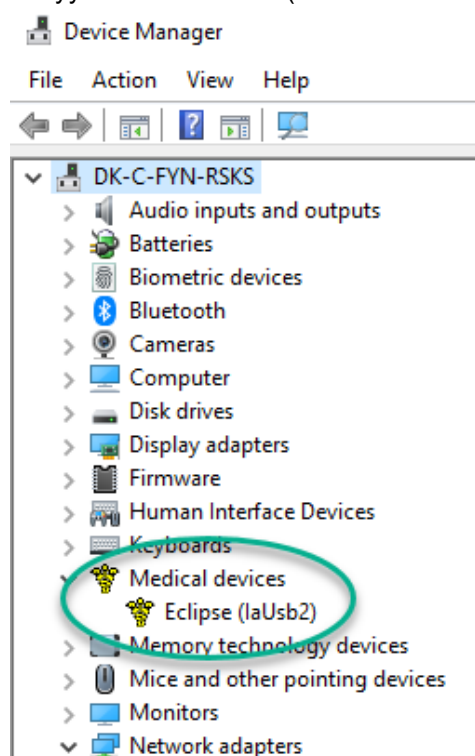 Device Manager
File Action View Help
DK-C-FYN-RSKS
Audio inputs and outputs
Batteries
Biometric devices
Bluetooth
Cameras
Computer
Disk drives
Display adapters
Firmware
Human Interface Devices
Keyboards
Medical devices
Eclipse (IaUsb2)
Memory technology devices
Mice and other pointing devices
Monitors
Network adapters